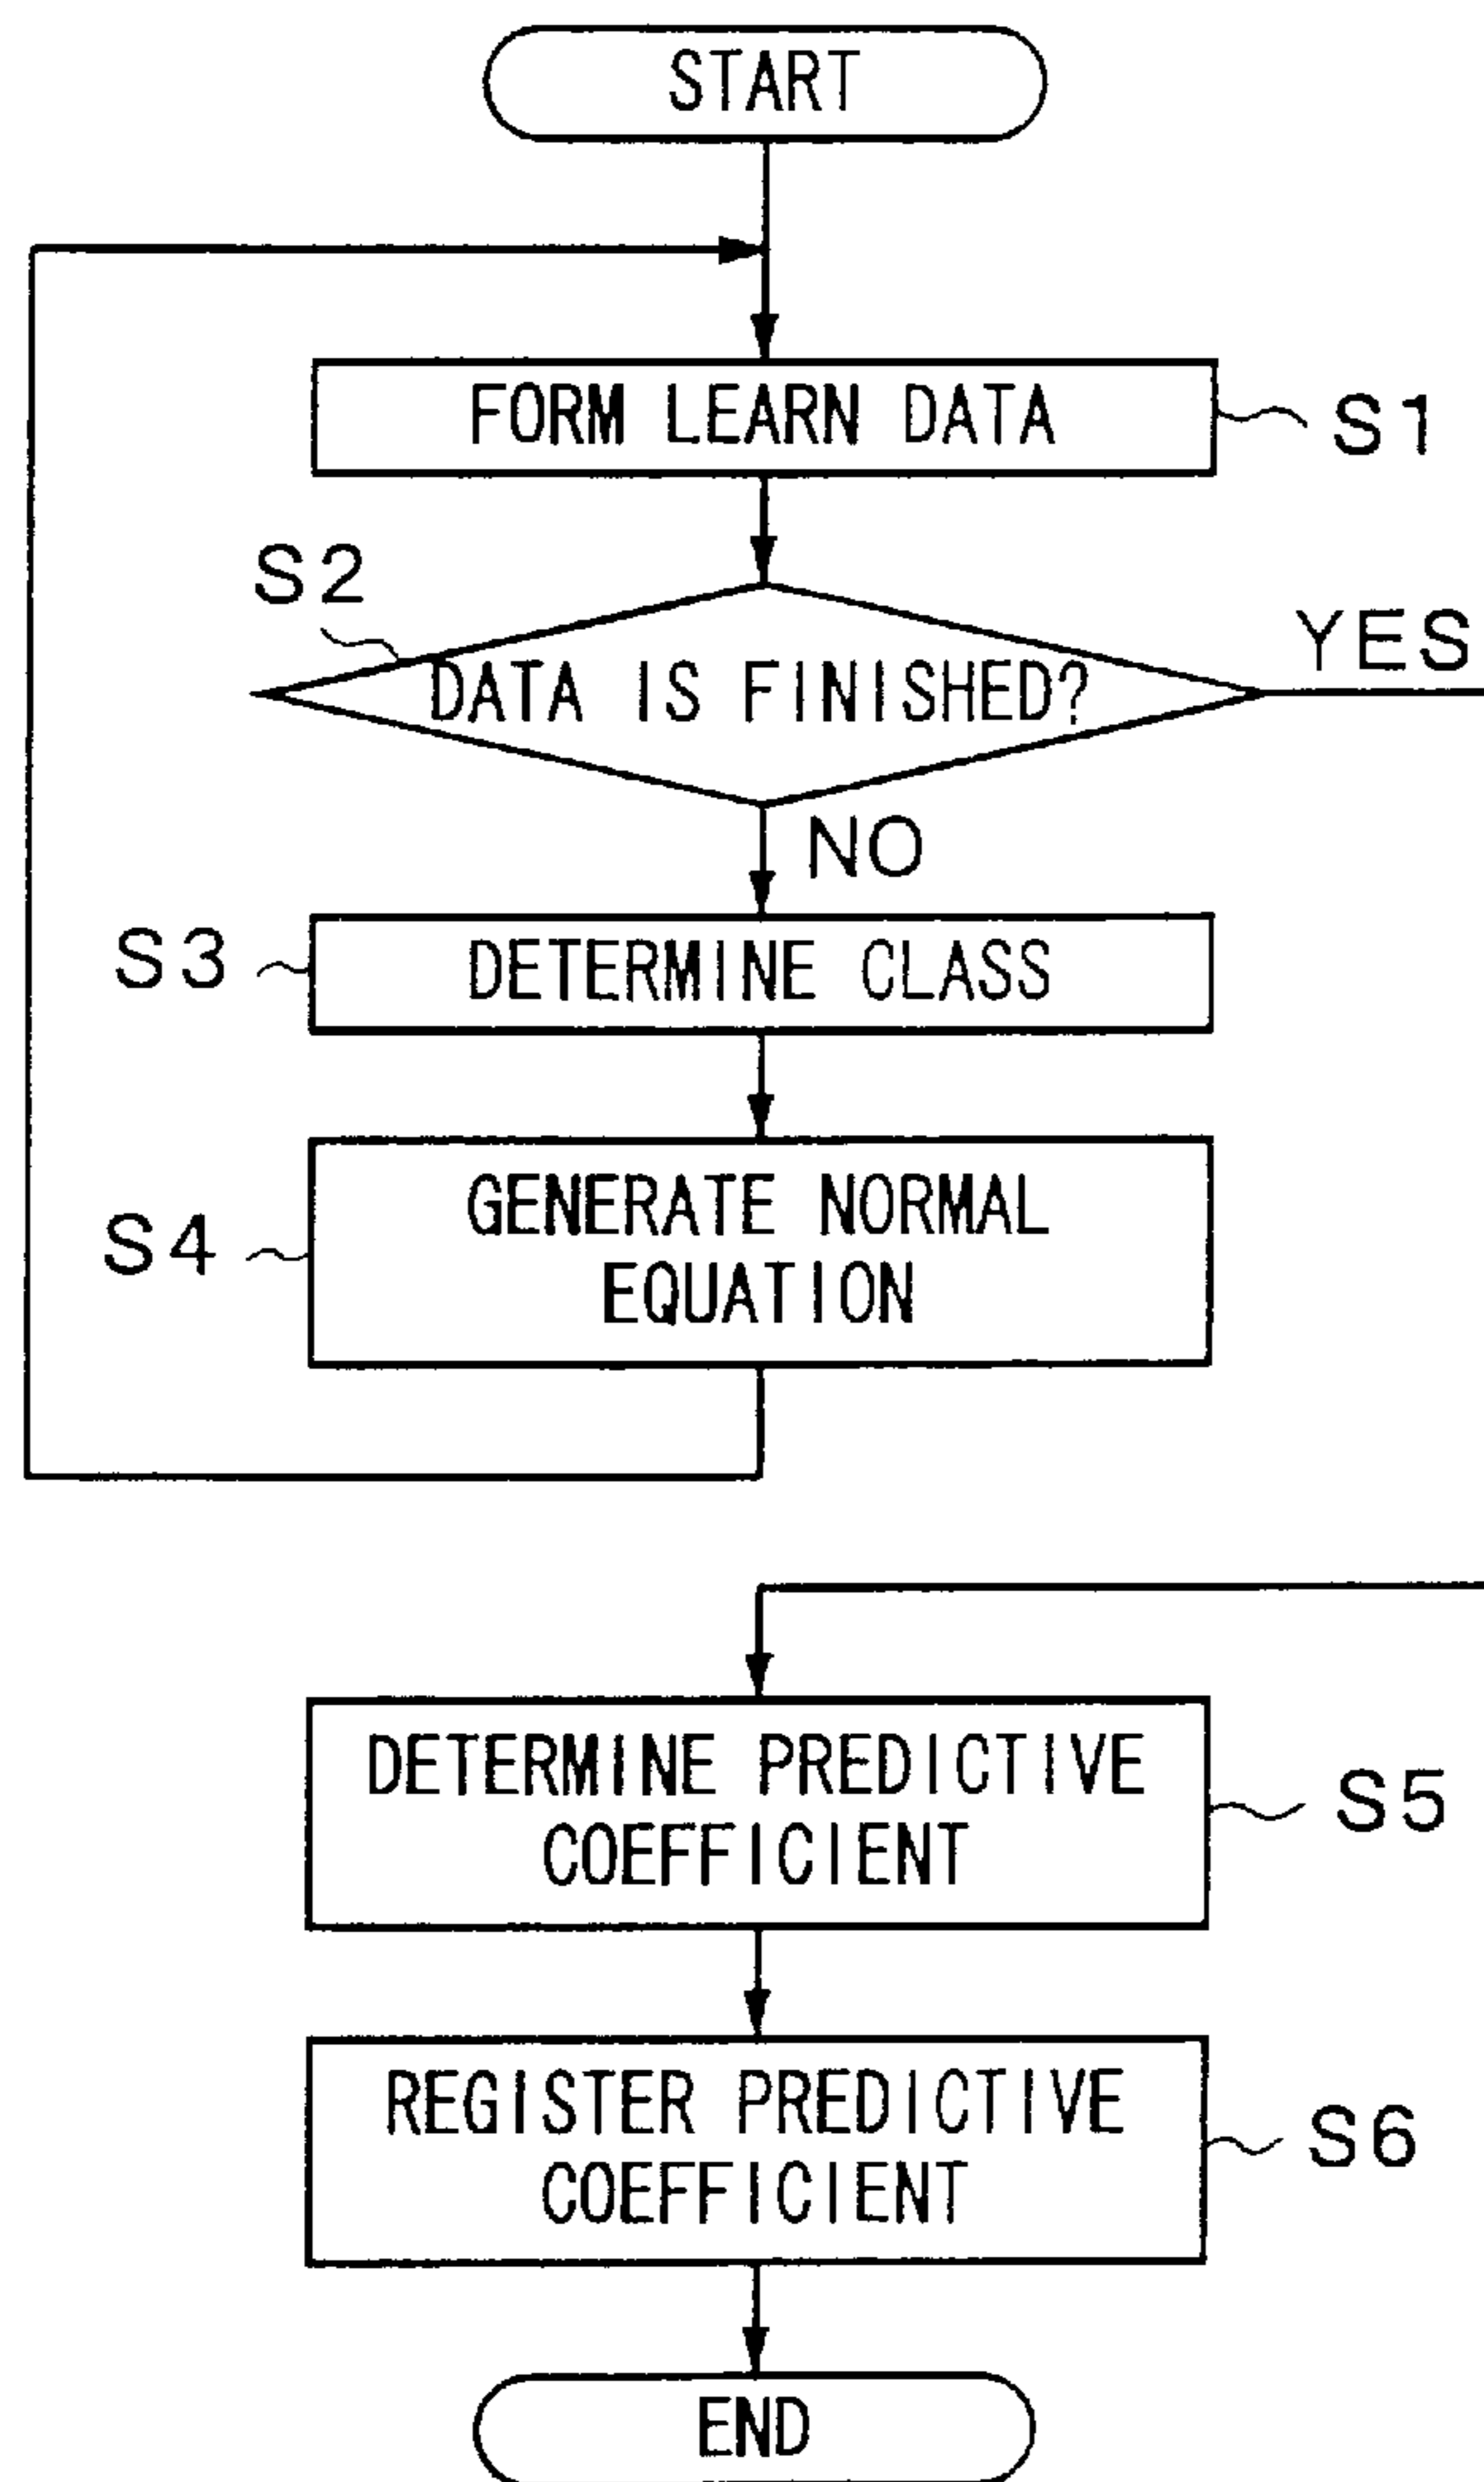 START
FORM LEARN DATA
S1
S2
DATA IS FINISHED?
YES
NO
S3
DETERMINE CLASS
S4
GENERATE NORMAL
EQUATION
DETERMINE PREDICTIVE
COEFFICIENT
S5
REGISTER PREDICTIVE
COEFFICIENT
S6
END